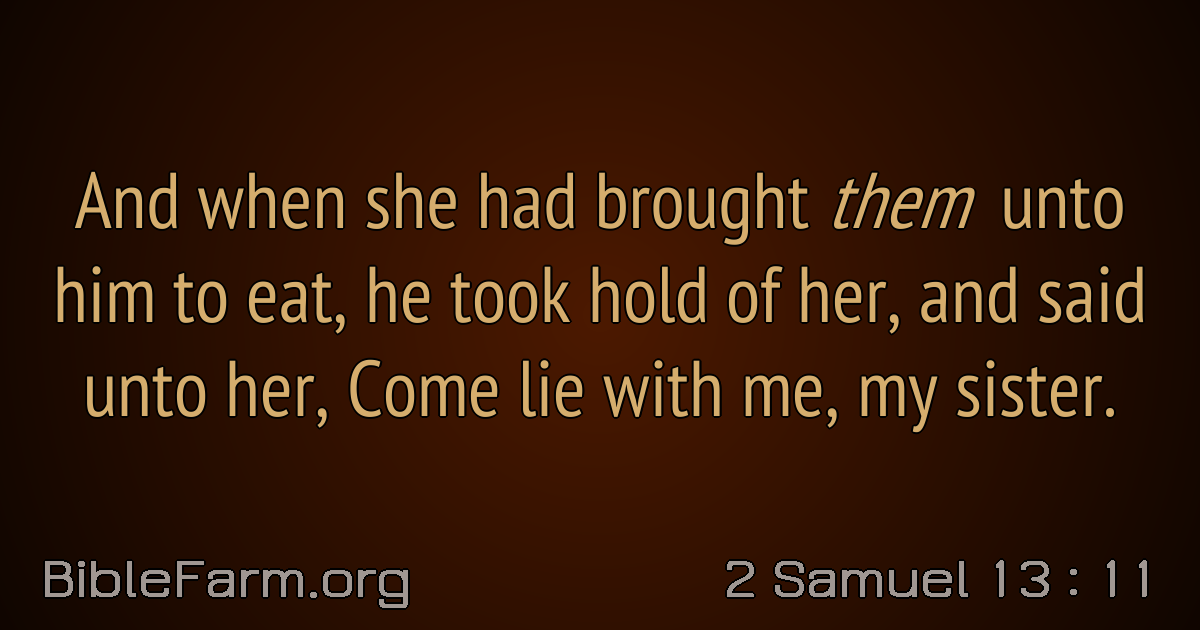 And when she had brought them unto
him to eat, he took hold of her, and said
unto her, Come lie with me, my sister.
BibleFarm.org
2 Samuel 13 : 11